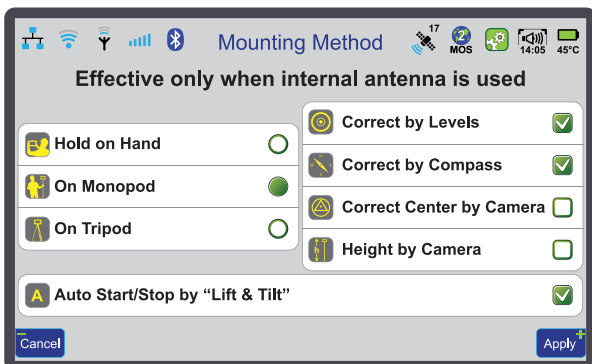 Mounting Method
17
2
MOS
14:05
45°C
Effective only when internal antenna is used
Hold on Hand
On Monopod
On Tripod
Correct by Levels
Correct by Compass
Correct Center by Camera
h
Height by Camera
A
Auto Start/Stop by “Lift & Tilt”
−
Cancel
+
Apply